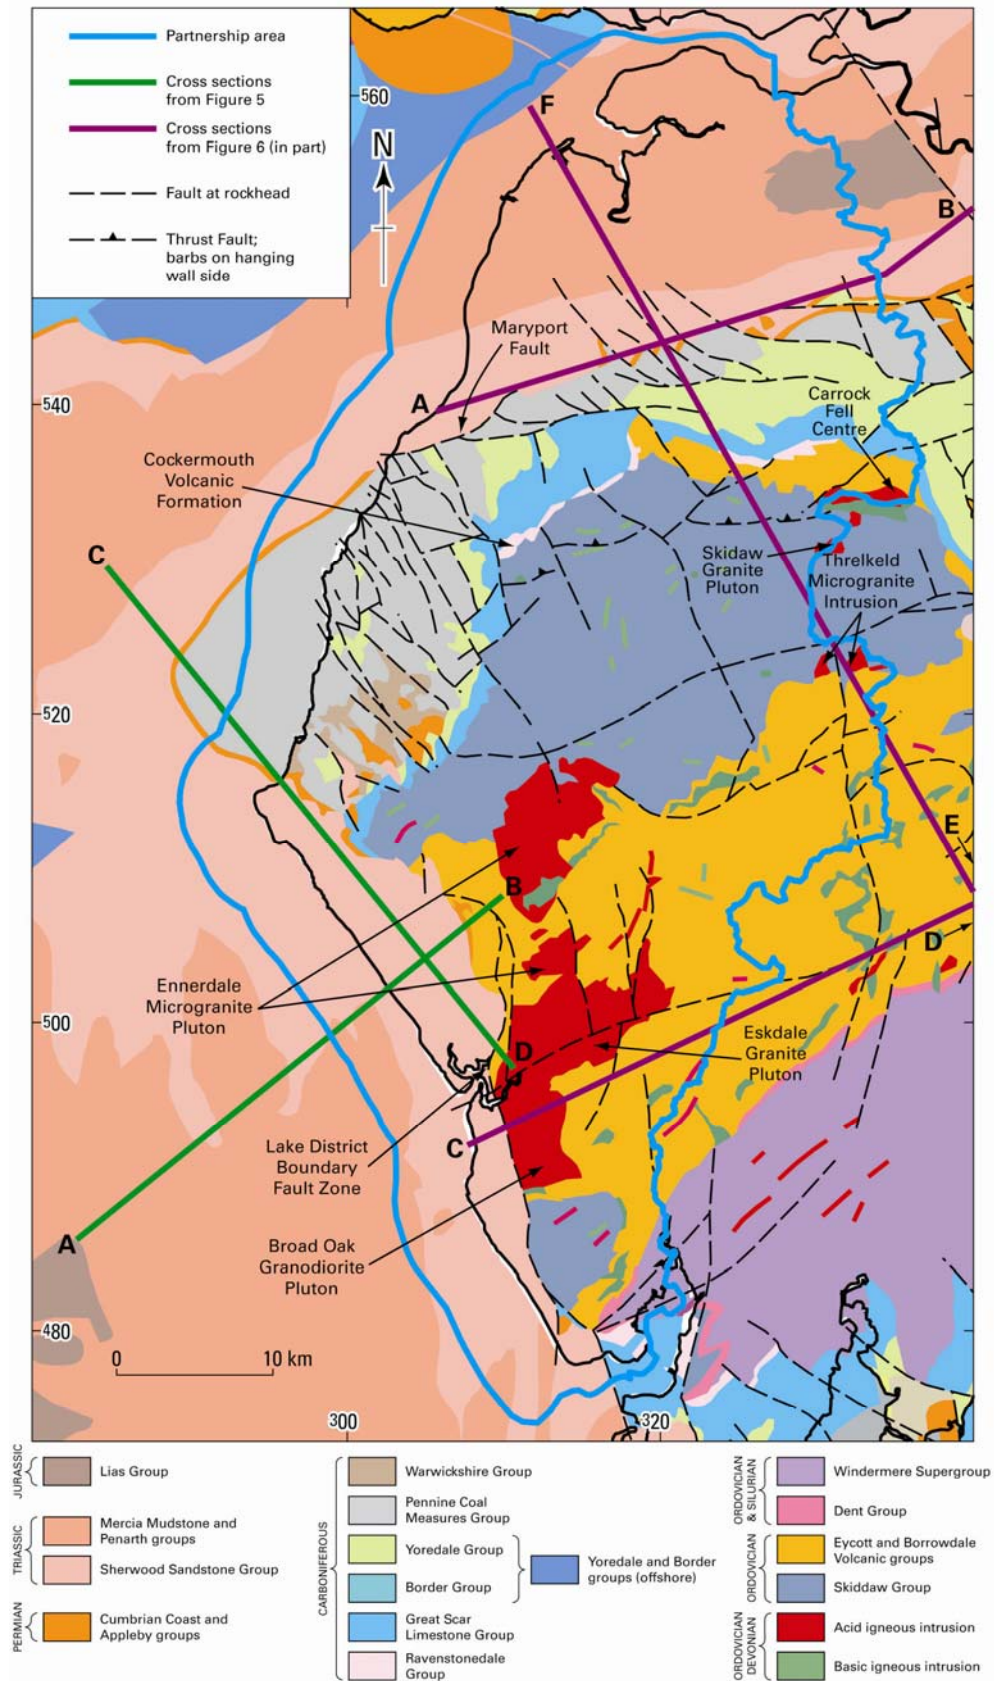 Partnership area
Cross sections
from Figure 5
Cross sections
from Figure 6 (in part)
Fault at rockhead
Thrust Fault;
barbs on hanging
wall side
N
560
F
B
Maryport
Fault
540
A
Carrock
Fell
Centre
Cockermouth
Volcanic
Formation
C
Skidaw
Granite
Pluton
Threlkeld
Microgranite
Intrusion
520
E
B
D
Ennerdale
Microgranite
Pluton
500
D
Eskdale
Granite
Pluton
C
Lake District
Boundary
Fault Zone
A
Broad Oak
Granodiorite
Pluton
480
0
10 km
300
320
JURASSIC
Lias Group
TRIASSIC
Mercia Mudstone and
Penarth groups
Sherwood Sandstone Group
PERMIAN
Cumbrian Coast and
Appleby groups
CARBONIFEROUS
Warwickshire Group
Pennine Coal
Measures Group
Yoredale Group
Border Group
Yoredale and Border
groups (offshore)
Great Scar
Limestone Group
Ravenstonedale
Group
ORDOVICIAN
& SILURIAN
Windermere Supergroup
Dent Group
ORDOVICIAN
Eycott and Borrowdale
Volcanic groups
Skiddaw Group
ORDOVICIAN
DEVONIAN
Acid igneous intrusion
Basic igneous intrusion